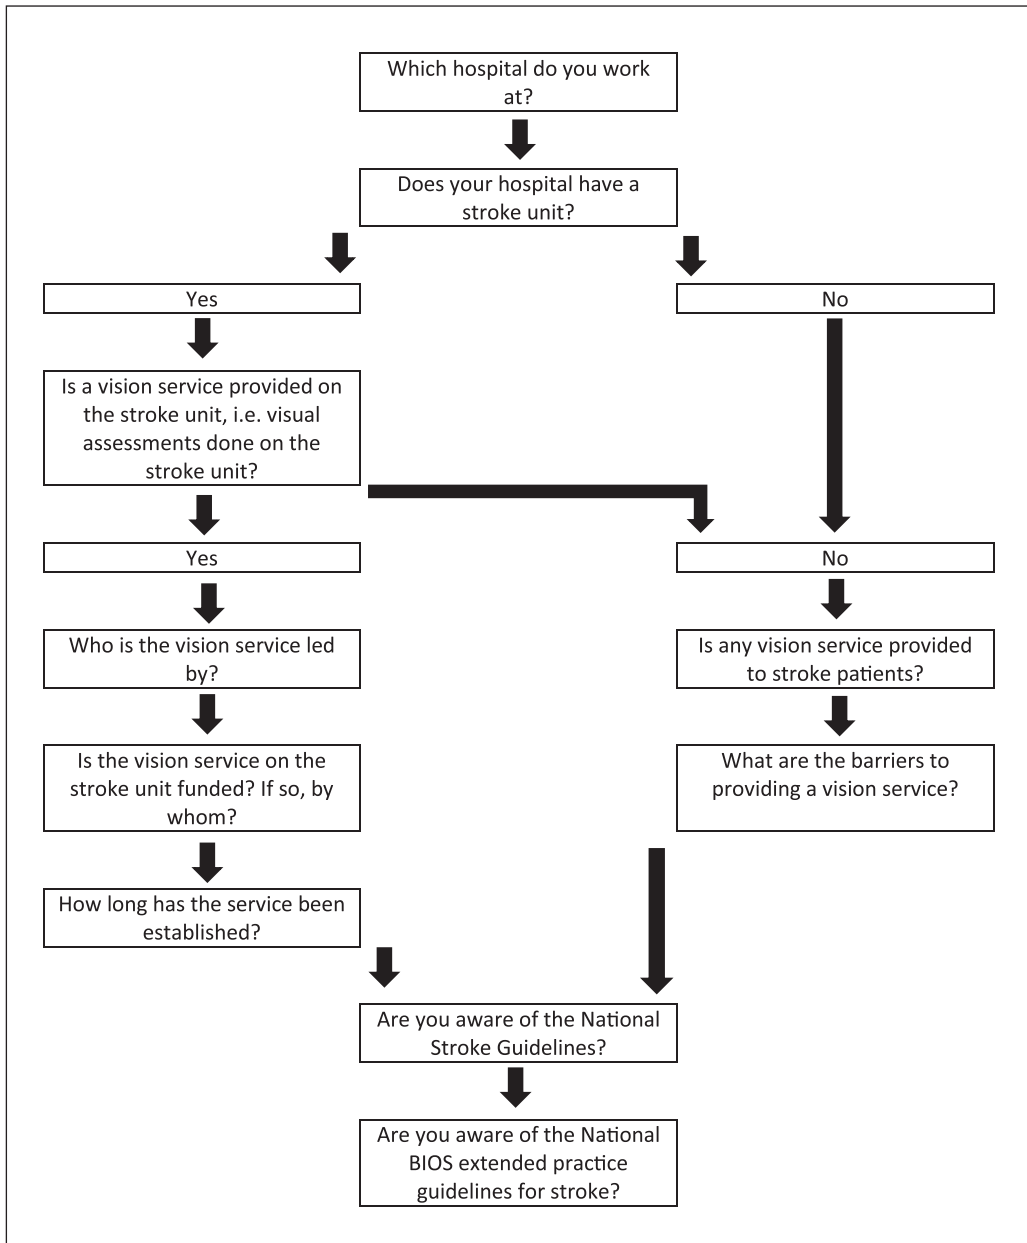 Which hospital do you work
at?
Does your hospital have a
stroke unit?
Yes
No
Is a vision service provided on
the stroke unit, i.e. visual
assessments done on the
stroke unit?
Yes
No
Who is the vision service led
by?
Is any vision service provided
to stroke patients?
Is the vision service on the
stroke unit funded? If so, by
whom?
What are the barriers to
providing a vision service?
How long has the service been
established?
Are you aware of the National
Stroke Guidelines?
Are you aware of the National
BIOS extended practice
guidelines for stroke?